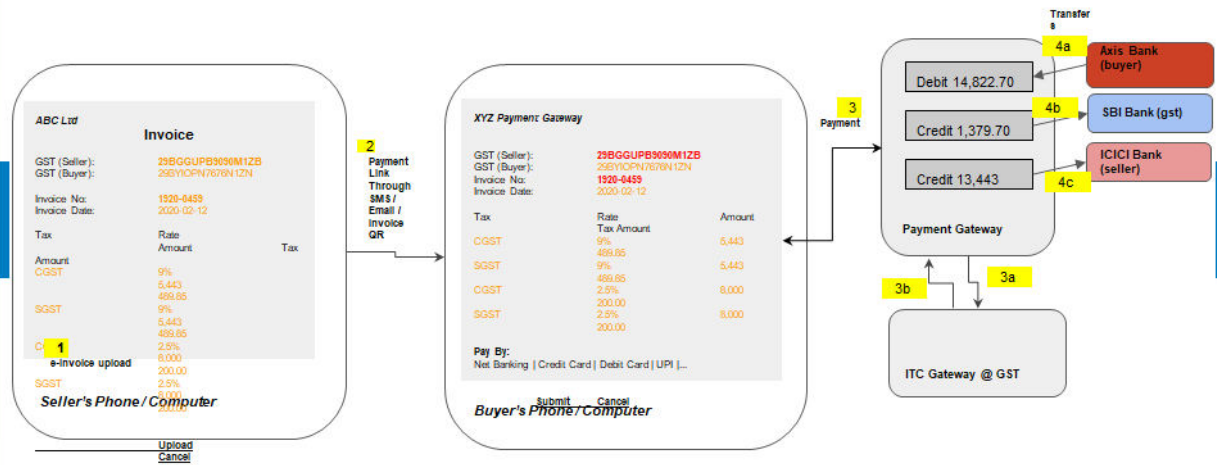 ABC Ltd
Invoice
GST (Seller): 29BGGUPB9090M1ZB
GST (Buyer): 29BYIOPN7676N1ZN
Invoice No: 1920-0459
Invoice Date: 2020-02-12
Tax Rate
Amount Tax
Amount
CGST 9%
5,443
489.85
SGST 9%
5,443
489.85
C 2.5%
8,000
200.00
SGST 2.5%
8,000
200.00
1
e-invoice upload
Seller's Phone / Computer
Upload
Cancel
2
Payment
Link
Through
SMS /
Email /
Invoice
QR
XYZ Payment Gateway
GST (Seller): 29BGGUPB9090M1ZB
GST (Buyer): 29BYIOPN7676N1ZN
Invoice No: 1920-0459
Invoice Date: 2020-02-12
Tax Rate Amount
Tax Amount
CGST 9% 5,443
489.85
SGST 9% 5,443
489.85
CGST 2.5% 8,000
200.00
SGST 2.5% 8,000
200.00
Pay By:
Net Banking | Credit Card | Debit Card | UPI |...
Submit Cancel
Buyer's Phone / Computer
3
Payment
Transfer
s
Debit 14,822.70
Credit 1,379.70
Credit 13,443
Payment Gateway
4a
4b
4c
Axis Bank
(buyer)
SBI Bank (gst)
ICICI Bank
(seller)
3b
3a
ITC Gateway @ GST